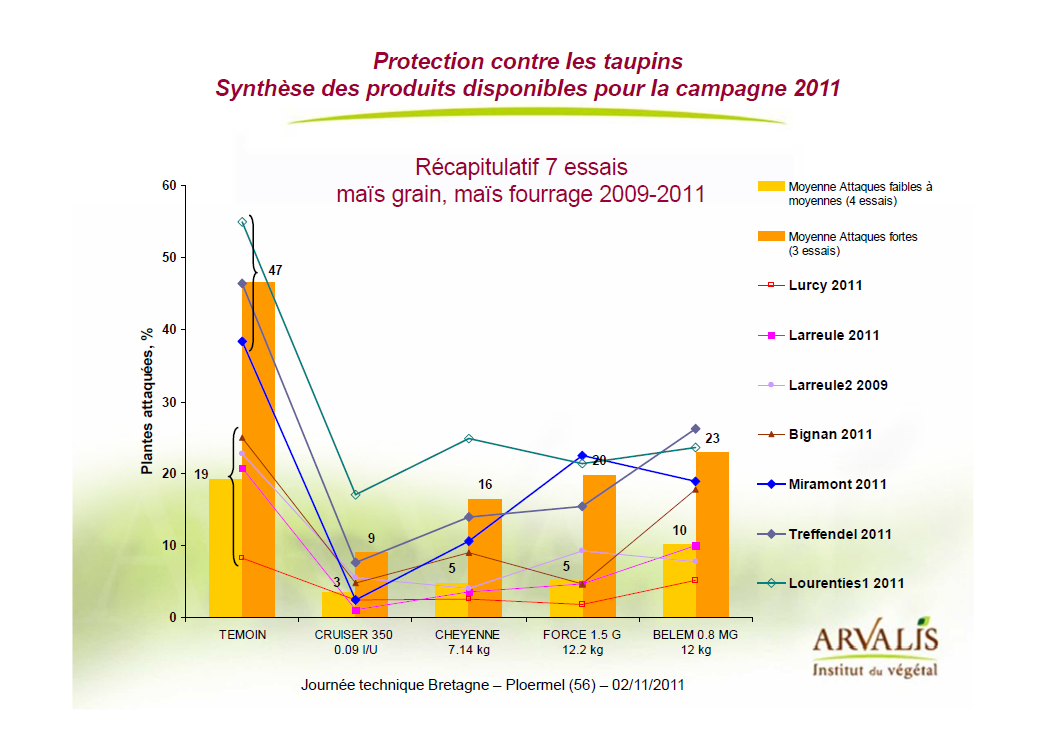 Protection contre les taupins
Synthèse des produits disponibles pour la campagne 2011
Récapitulatif 7 essais
maïs grain, maïs fourrage 2009-2011
Plantes attaquées, %
60
50
40
30
20
10
0
19
47
3
9
5
16
5
20
10
23
TEMOIN
CRUISER 350
0.09 I/U
CHEYENNE
7.14 kg
FORCE 1.5 G
12.2 kg
BELEM 0.8 MG
12 kg
Moyenne Attaques faibles à
moyennes (4 essais)
Moyenne Attaques fortes
(3 essais)
Lurcy 2011
Larreule 2011
Larreule2 2009
Bignan 2011
Miramont 2011
Treffendel 2011
Lourenties1 2011
ARVALIS
Institut du végétal
Journée technique Bretagne – Ploermel (56) – 02/11/2011